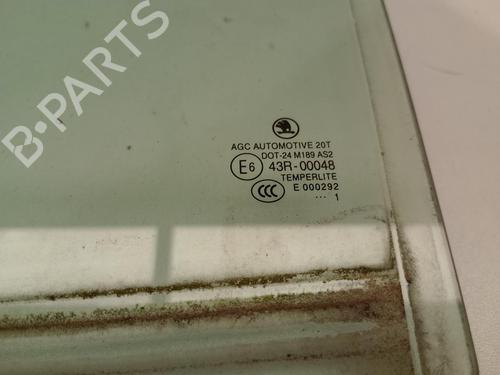 B-PARTS
AGC AUTOMOTIVE 20T
DOT-24 M189 AS2
E6 43R-00048
TEMPERLITE
CCC E 000292
... 1